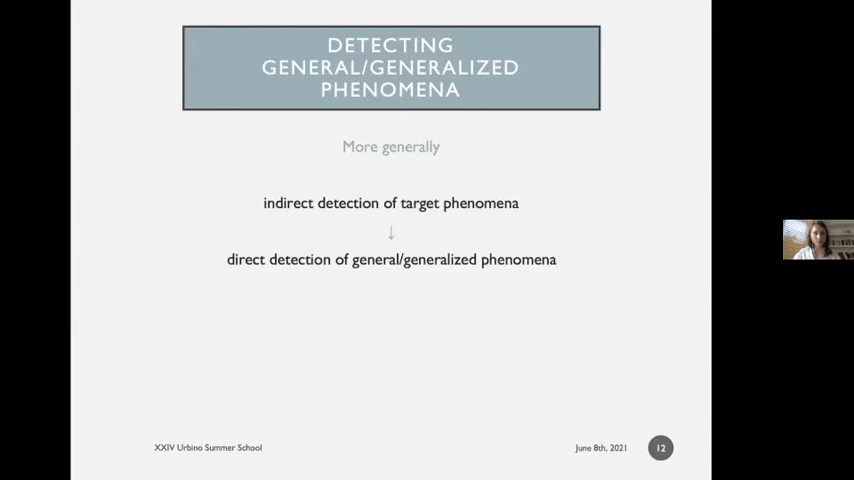 DETECTING
GENERAL/GENERALIZED
PHENOMENA
More generally
indirect detection of target phenomena
↓
direct detection of general/generalized phenomena
XXIV Urbino Summer School
June 8th, 2021
12